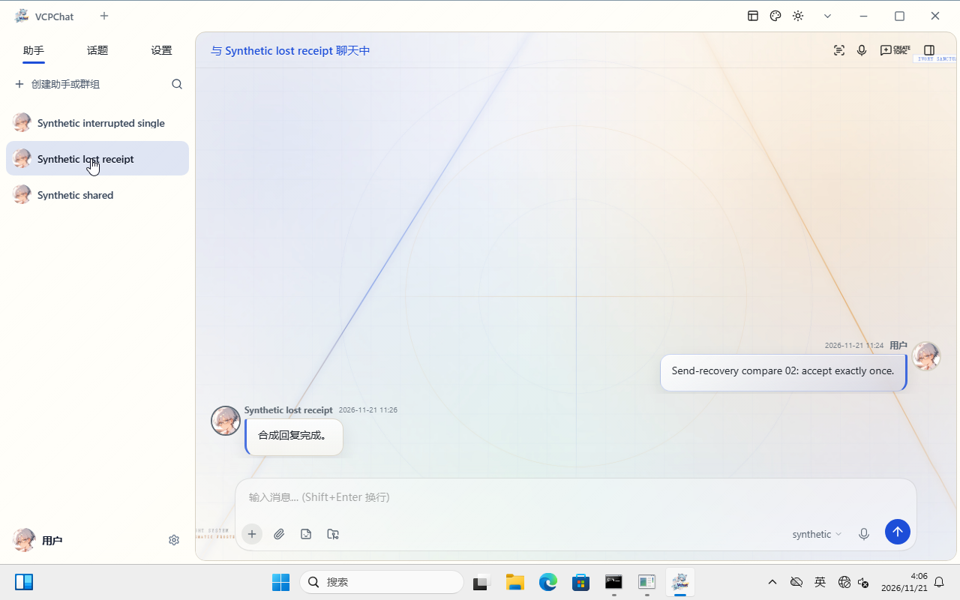 VCPChat
助手 话题 设置
创建助手或群组
Synthetic interrupted single
Synthetic lost receipt
Synthetic shared
用户
与 Synthetic lost receipt 聊天中
2026-11-21 11:24 用户
Send-recovery compare 02: accept exactly once.
Synthetic lost receipt 2026-11-21 11:26
合成回复完成。
输入消息... (Shift+Enter 换行)
synthetic
搜索
英
4:06
2026/11/21